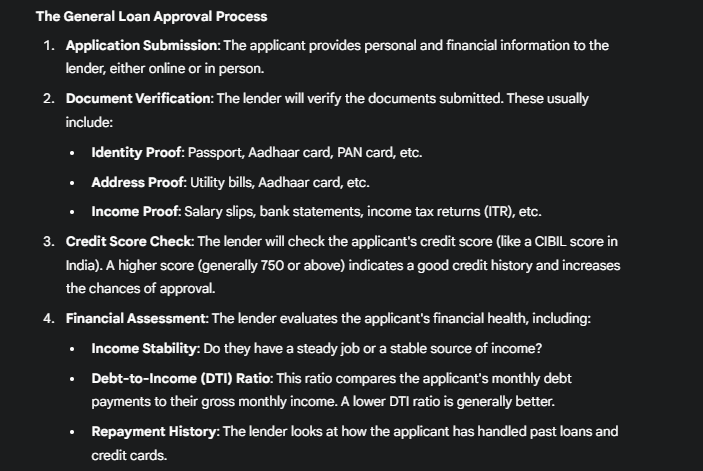 The General Loan Approval Process
1. Application Submission: The applicant provides personal and financial information to the
lender, either online or in person.
2. Document Verification: The lender will verify the documents submitted. These usually
include:
• Identity Proof: Passport, Aadhaar card, PAN card, etc.
• Address Proof: Utility bills, Aadhaar card, etc.
• Income Proof: Salary slips, bank statements, income tax returns (ITR), etc.
3. Credit Score Check: The lender will check the applicant's credit score (like a CIBIL score in
India). A higher score (generally 750 or above) indicates a good credit history and increases
the chances of approval.
4. Financial Assessment: The lender evaluates the applicant's financial health, including:
• Income Stability: Do they have a steady job or a stable source of income?
• Debt-to-Income (DTI) Ratio: This ratio compares the applicant's monthly debt
payments to their gross monthly income. A lower DTI ratio is generally better.
• Repayment History: The lender looks at how the applicant has handled past loans and
credit cards.